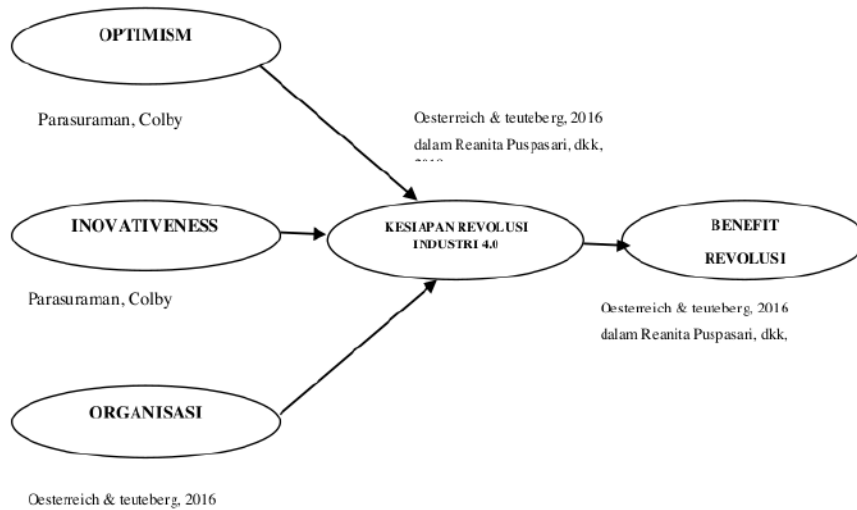 OPTIMISM
Parasuraman, Colby
Oesterreich & teuteberg, 2016
dalam Reanita Puspasari, dkk,
INOVATIVENESS
KESIAPAN REVOLUSI
INDUSTRI 4.0
BENEFIT
REVOLUSI
Parasuraman, Colby
Oesterreich & teuteberg, 2016
dalam Reanita Puspasari, dkk,
ORGANISASI
Oesterreich & teuteberg, 2016